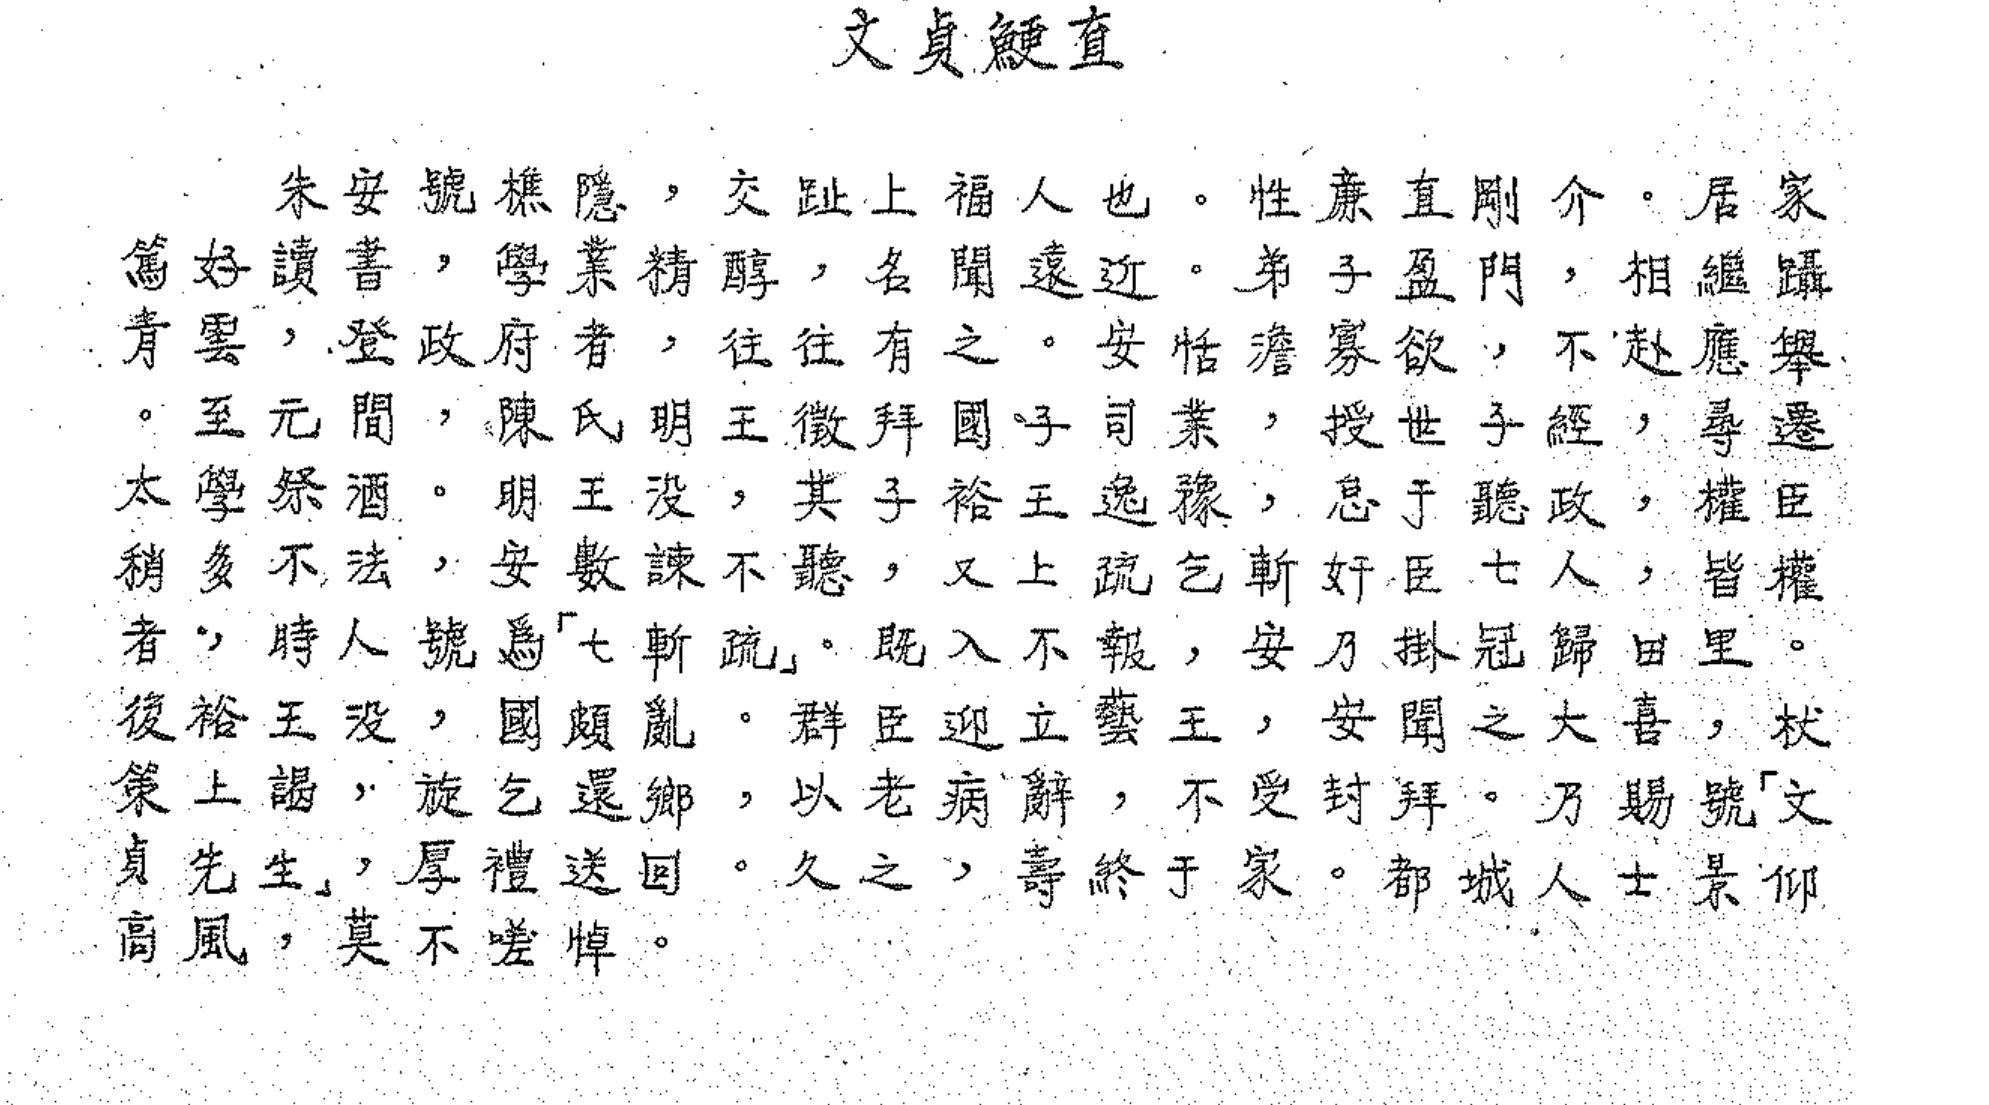 文貞鯁直
朱安號樵隱，交趾上福人也。性廉直剛介。居家
篤好讀書，學業精醇，名聞遠近。弟子盈門，相繼躡
青雲，登政府者，往往有之。安恬澹寡欲，不赴應舉
。至元間，陳氏明王徵拜國子司業，授世子經，尋遷
太學祭酒。明王没，其子裕王逸豫，怠于聽政，權臣
稍多不法，安數諫不聽，又上疏乞斬奸臣七人，皆權
者，時人號爲「七斬疏」。既入不報，安乃掛冠歸田里。
後裕王没，國頗亂。群臣迎立藝王，安聞之大喜，杖
策上謁，旋乞還鄉，以老病辭，不受封拜。乃賜號「文
貞先生」，厚禮送回。久之，壽終于家。都城人士景仰
高風，莫不嗟悼。